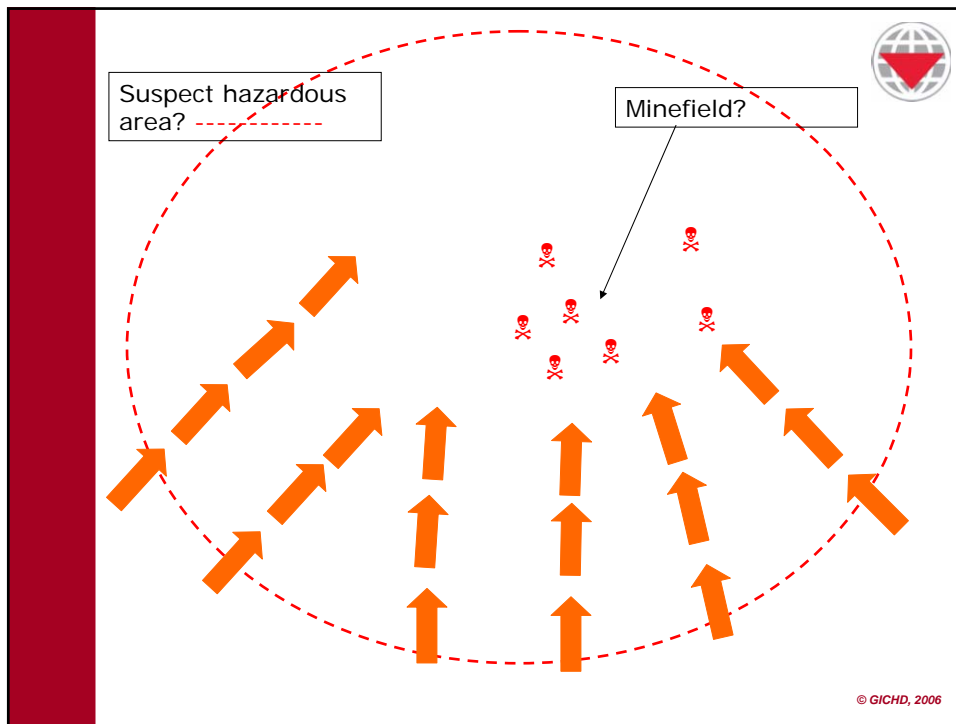 Suspect hazardous
area? -------------
Minefield?
© GICHD, 2006